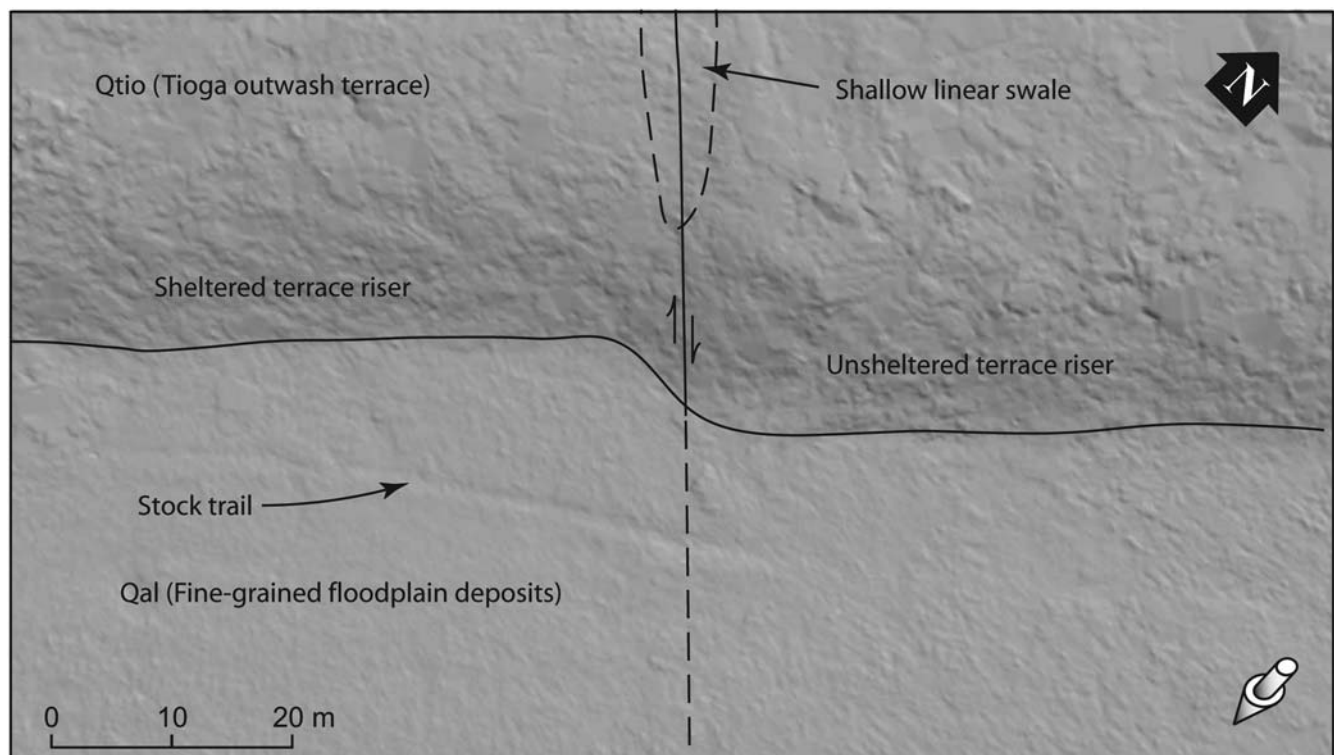 Qtio (Tioga outwash terrace)
Shallow linear swale
N
Sheltered terrace riser
Unsheltered terrace riser
Stock trail
Qal (Fine-grained floodplain deposits)
0 10 20 m